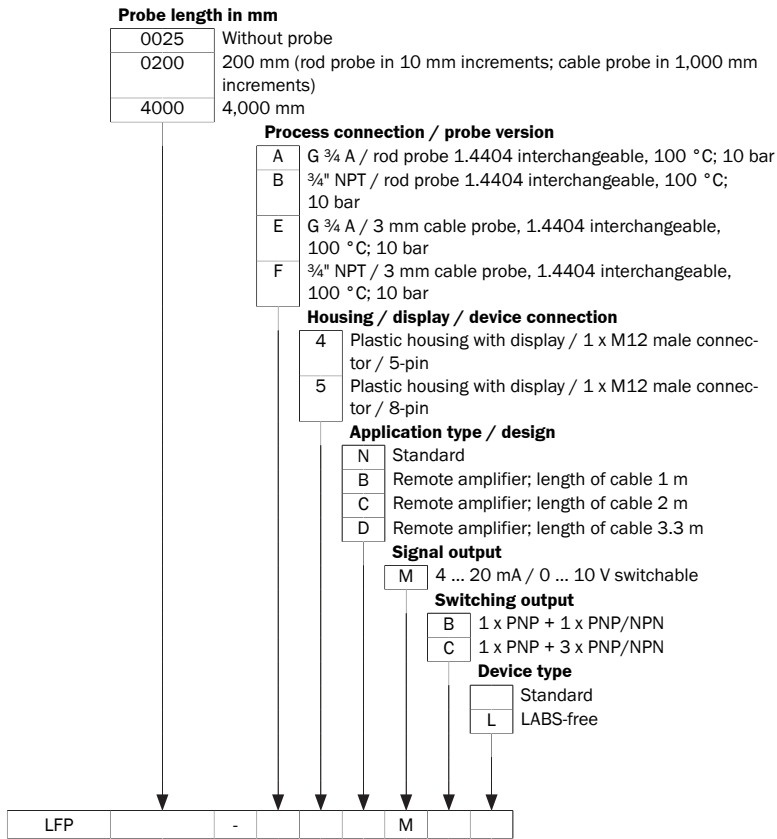 Probe length in mm
0025 Without probe
0200 200 mm (rod probe in 10 mm increments; cable probe in 1,000 mm
increments)
4000 4,000 mm
Process connection / probe version
A G ¾ A / rod probe 1.4404 interchangeable, 100 °C; 10 bar
B ¾" NPT / rod probe 1.4404 interchangeable, 100 °C;
10 bar
E G ¾ A / 3 mm cable probe, 1.4404 interchangeable,
100 °C; 10 bar
F ¾" NPT / 3 mm cable probe, 1.4404 interchangeable,
100 °C; 10 bar
Housing / display / device connection
4 Plastic housing with display / 1 x M12 male connec-
tor / 5-pin
5 Plastic housing with display / 1 x M12 male connec-
tor / 8-pin
Application type / design
N Standard
B Remote amplifier; length of cable 1 m
C Remote amplifier; length of cable 2 m
D Remote amplifier; length of cable 3.3 m
Signal output
M 4 ... 20 mA / 0 ... 10 V switchable
Switching output
B 1 x PNP + 1 x PNP/NPN
C 1 x PNP + 3 x PNP/NPN
Device type
Standard
L LABS-free
LFP - M